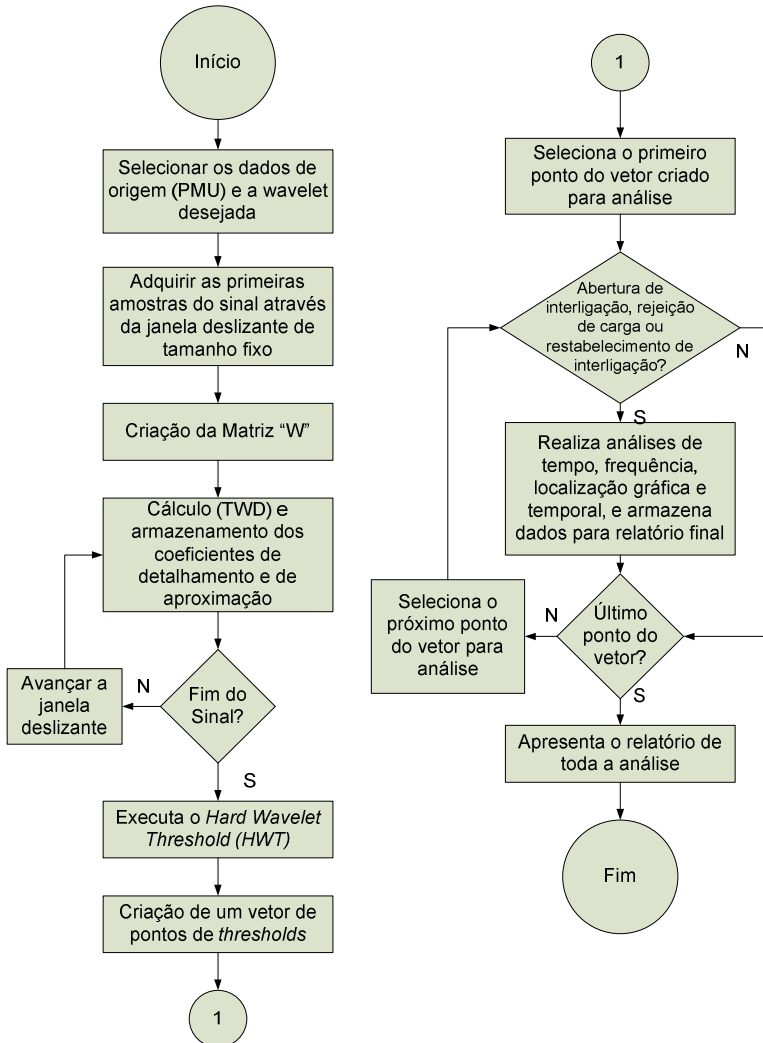 Início
Selecionar os dados de
origem (PMU) e a wavelet
desejada
Adquirir as primeiras
amostras do sinal através
da janela deslizante de
tamanho fixo
Criação da Matriz “W”
Cálculo (TWD) e
armazenamento dos
coeficientes de
detalhamento e de
aproximação
Avançar a
janela
deslizante
N
Fim do
Sinal?
S
Executa o Hard Wavelet
Threshold (HWT)
Criação de um vetor de
pontos de thresholds
1
1
Seleciona o primeiro
ponto do vetor criado
para análise
Abertura de
interligação, rejeição
de carga ou
restabelecimento de
interligação?
N
S
Realiza análises de
tempo, frequência,
localização gráfica e
temporal, e armazena
dados para relatório final
Seleciona o
próximo ponto
do vetor para
análise
N
Último
ponto do
vetor?
S
Apresenta o relatório de
toda a análise
Fim